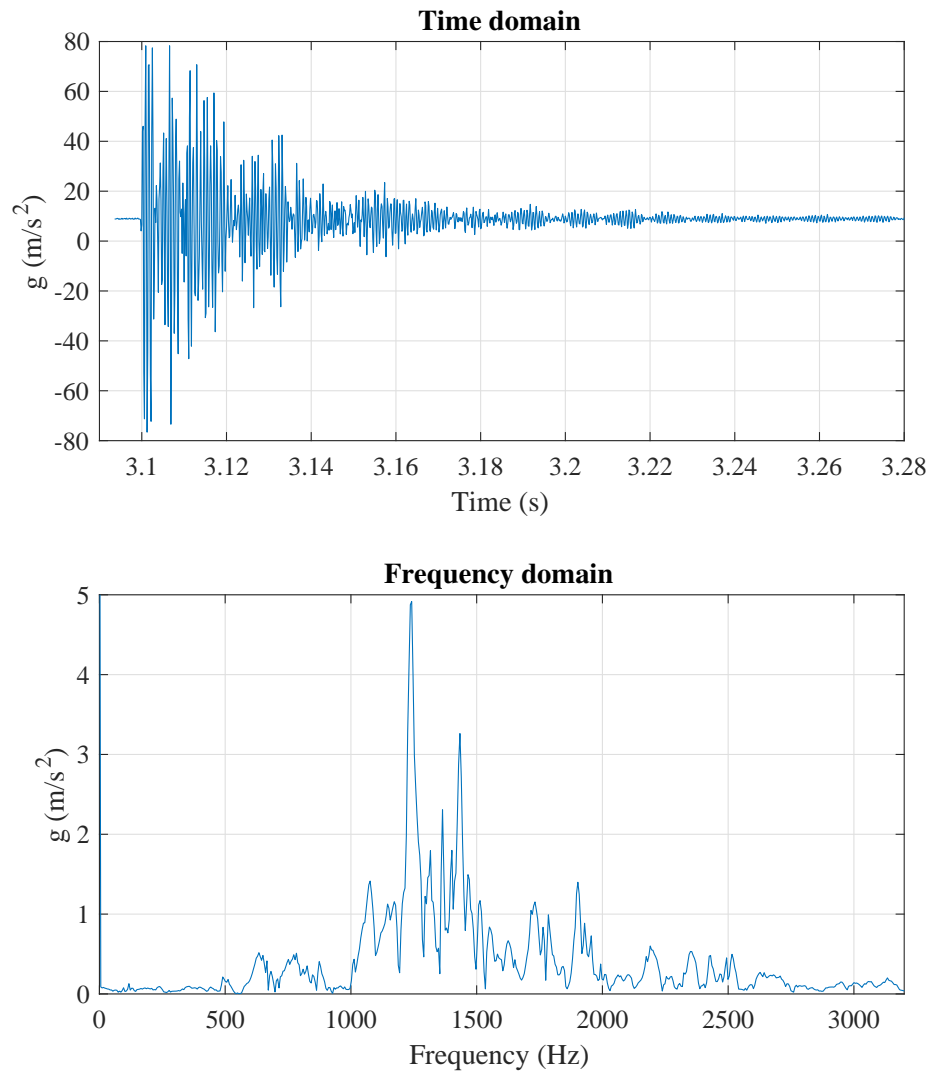 Time domain
80
60
40
20
0
-20
-40
-60
-80
g (m/s²)
3.1 3.12 3.14 3.16 3.18 3.2 3.22 3.24 3.26 3.28
Time (s)
Frequency domain
5
4
3
2
1
0
g (m/s²)
0 500 1000 1500 2000 2500 3000
Frequency (Hz)